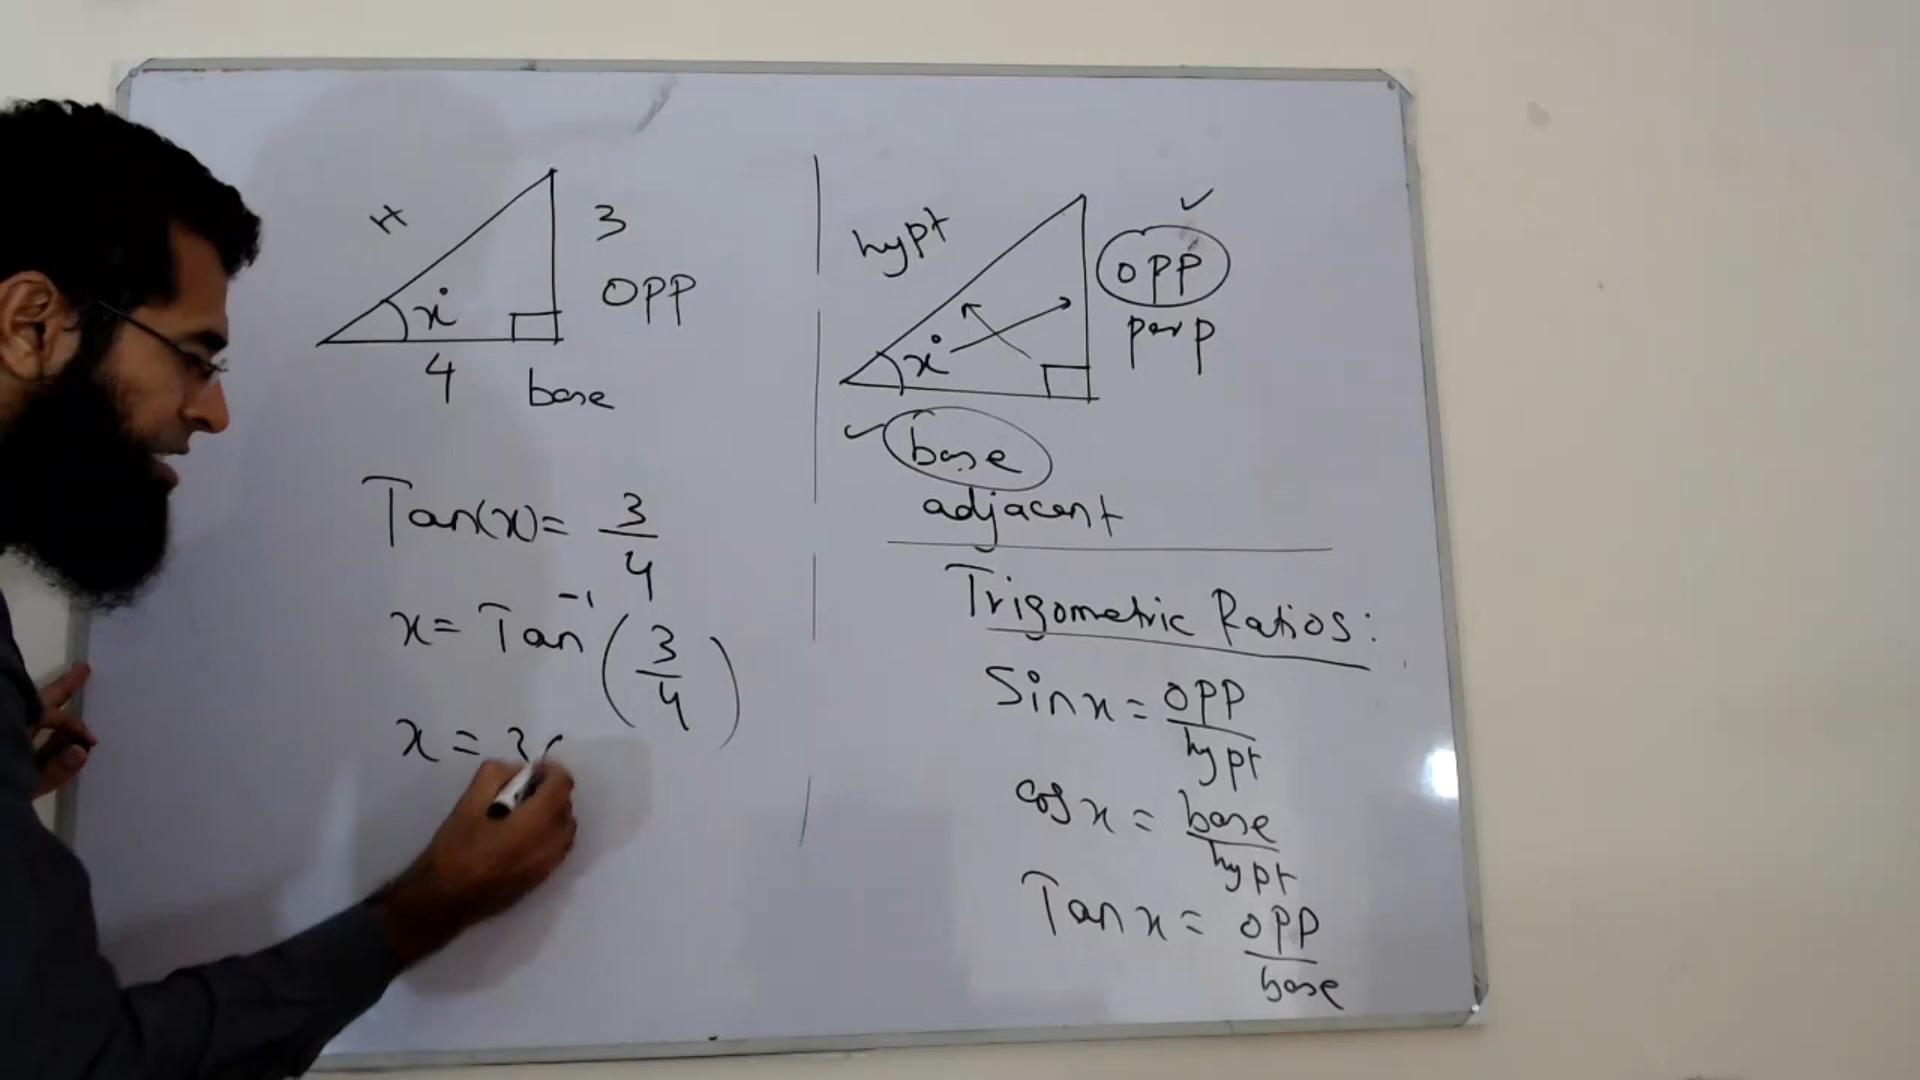 H
3
OPP
x°
4
base
Tan(x) = 3/4
x = Tan⁻¹ (3/4)
x = 3
hypt
opp
perp
x°
base
adjacent
Trigometric Ratios:
Sin x = opp/hypt
Cos x = base/hypt
Tan x = opp/base